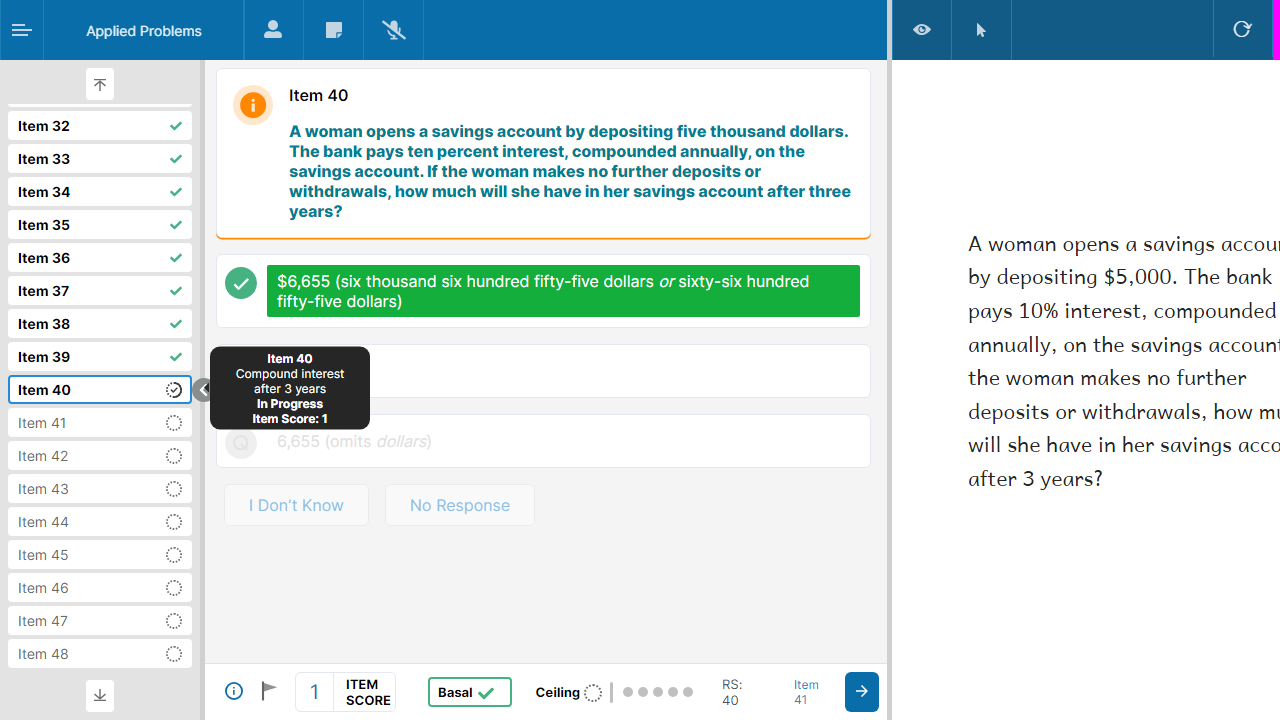 Applied Problems
Item 32
Item 33
Item 34
Item 35
Item 36
Item 37
Item 38
Item 39
Item 40
Item 41
Item 42
Item 43
Item 44
Item 45
Item 46
Item 47
Item 48
Item 40
A woman opens a savings account by depositing five thousand dollars.
The bank pays ten percent interest, compounded annually, on the
savings account. If the woman makes no further deposits or
withdrawals, how much will she have in her savings account after three
years?
$6,655 (six thousand six hundred fifty-five dollars or sixty-six hundred
fifty-five dollars)
Item 40
Compound interest
after 3 years
In Progress
Item Score: 1
6,655 (omits dollars)
I Don't Know
No Response
1
ITEM
SCORE
Basal
Ceiling
RS:
40
Item
41
A woman opens a savings
by depositing $5,000. The bank
pays 10% interest, compounded
annually, on the savings account
the woman makes no further
deposits or withdrawals, how
will she have in her savings
after 3 years?